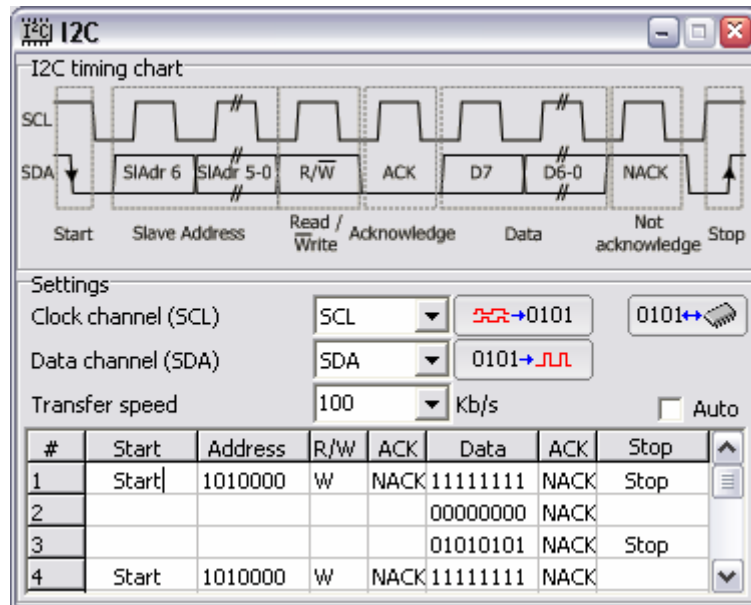 I2C I2C
I2C timing chart
SCL
SDA SlAdr 6 SlAdr 5-0 R/W ACK D7 D6-0 NACK
Start Slave Address Read / Write Acknowledge Data Not acknowledge Stop
Settings
Clock channel (SCL) SCL →0101 0101↔
Data channel (SDA) SDA 0101→
Transfer speed 100 Kb/s Auto
# Start Address R/W ACK Data ACK Stop
1 Start 1010000 W NACK 11111111 NACK Stop
2 00000000 NACK
3 01010101 NACK Stop
4 Start 1010000 W NACK 11111111 NACK